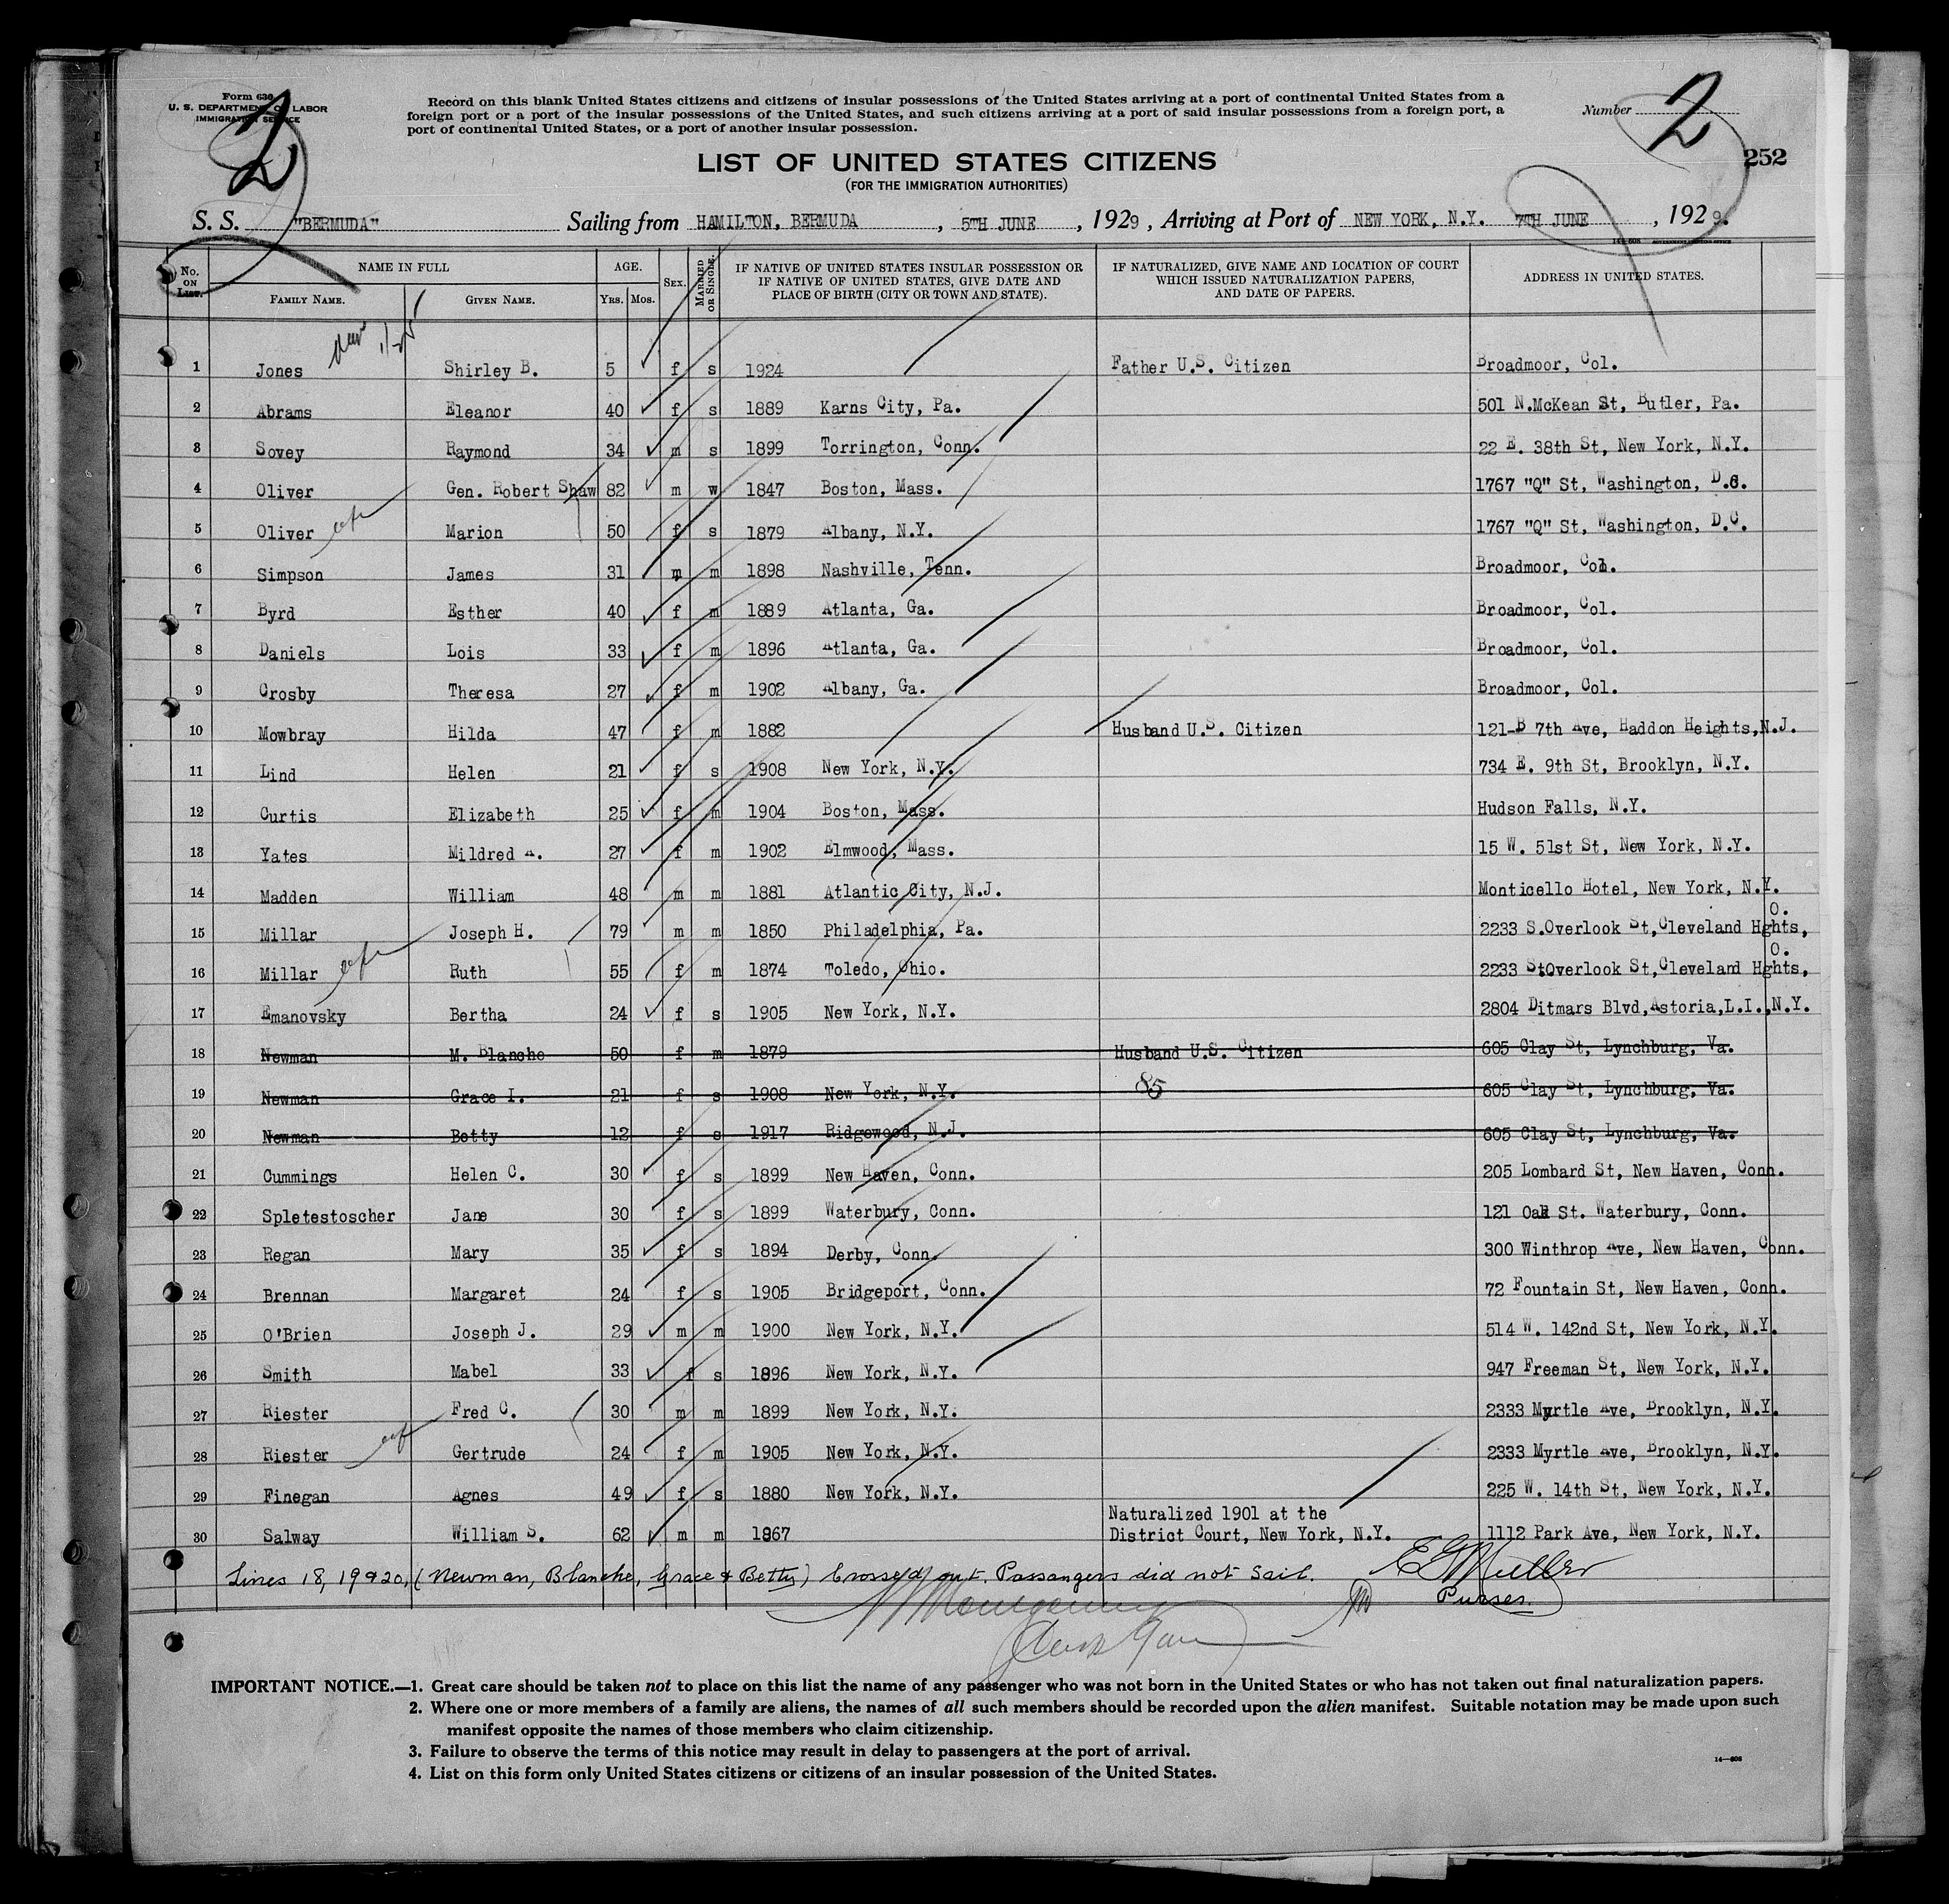 Form 630
U. S. DEPARTMENT OF LABOR
IMMIGRATION SERVICE
2
Record on this blank United States citizens and citizens of insular possessions of the United States arriving at a port of continental United States from a
foreign port or a port of the insular possessions of the United States, and such citizens arriving at a port of said insular possessions from a foreign port, a
port of continental United States, or a port of another insular possession.
Number 2
252
LIST OF UNITED STATES CITIZENS
(FOR THE IMMIGRATION AUTHORITIES)
S. S. "BERMUDA" Sailing from HAMILTON, BERMUDA, 5TH JUNE, 1929, Arriving at Port of NEW YORK, N.Y. 7TH JUNE, 1929.
No. ON LIST. NAME IN FULL FAMILY NAME. GIVEN NAME. AGE. YRS. MOS. SEX. MARRIED OR SINGLE. IF NATIVE OF UNITED STATES INSULAR POSSESSION OR IF NATIVE OF UNITED STATES, GIVE DATE AND PLACE OF BIRTH (CITY OR TOWN AND STATE). IF NATURALIZED, GIVE NAME AND LOCATION OF COURT WHICH ISSUED NATURALIZATION PAPERS, AND DATE OF PAPERS. ADDRESS IN UNITED STATES.
1 Jones Shirley B. 5 f s 1924 Father U.S. Citizen Broadmoor, Col.
2 Abrams Eleanor 40 f s 1889 Karns City, Pa. 501 N.McKean St, Butler, Pa.
3 Sovey Raymond 34 m s 1899 Torrington, Conn. 22 E. 38th St, New York, N.Y.
4 Oliver Gen. Robert Shaw 82 m w 1847 Boston, Mass. 1767 "Q" St, Washington, D.C.
5 Oliver Marion 50 f s 1879 Albany, N.Y. 1767 "Q" St, Washington, D.C.
6 Simpson James 31 m m 1898 Nashville, Tenn. Broadmoor, Col.
7 Byrd Esther 40 f m 1889 Atlanta, Ga. Broadmoor, Col.
8 Daniels Lois 33 f m 1896 Atlanta, Ga. Broadmoor, Col.
9 Crosby Theresa 27 f m 1902 Albany, Ga. Broadmoor, Col.
10 Mowbray Hilda 47 f m 1882 Husband U.S. Citizen 121-B 7th Ave, Haddon Heights,N.J.
11 Lind Helen 21 f s 1908 New York, N.Y. 734 E. 9th St, Brooklyn, N.Y.
12 Curtis Elizabeth 25 f m 1904 Boston, Mass. Hudson Falls, N.Y.
13 Yates Mildred A. 27 f m 1902 Elmwood, Mass. 15 W. 51st St, New York, N.Y.
14 Madden William 48 m m 1881 Atlantic City, N.J. Monticello Hotel, New York, N.Y.
15 Millar Joseph H. 79 m m 1850 Philadelphia, Pa. 2233 S.Overlook St,Cleveland Hghts, O.
16 Millar Ruth 55 f m 1874 Toledo, Ohio. 2233 StOverlook St,Cleveland Hghts, O.
17 Emanovsky Bertha 24 f s 1905 New York, N.Y. 2804 Ditmars Blvd,Astoria,L.I.,N.Y.
18 Newman M. Blanche 50 f m 1879 Husband U.S. Citizen 605 Clay St, Lynchburg, Va.
19 Newman Grace I. 21 f s 1908 New York, N.Y. 85 605 Clay St, Lynchburg, Va.
20 Newman Betty 12 f s 1917 Ridgewood, N.J. 605 Clay St, Lynchburg, Va.
21 Cummings Helen C. 30 f s 1899 New Haven, Conn. 205 Lombard St, New Haven, Conn.
22 Spletestoscher Jane 30 f s 1899 Waterbury, Conn. 121 Oak St. Waterbury, Conn.
23 Regan Mary 35 f s 1894 Derby, Conn. 300 Winthrop Ave, New Haven, Conn.
24 Brennan Margaret 24 f s 1905 Bridgeport, Conn. 72 Fountain St, New Haven, Conn.
25 O'Brien Joseph J. 29 m m 1900 New York, N.Y. 514 W. 142nd St, New York, N.Y.
26 Smith Mabel 33 f s 1896 New York, N.Y. 947 Freeman St, New York, N.Y.
27 Riester Fred C. 30 m m 1899 New York, N.Y. 2333 Myrtle Ave, Brooklyn, N.Y.
28 Riester Gertrude 24 f m 1905 New York, N.Y. 2333 Myrtle Ave, Brooklyn, N.Y.
29 Finegan Agnes 49 f s 1880 New York, N.Y. 225 W. 14th St, New York, N.Y.
30 Salway William S. 62 m m 1867 Naturalized 1901 at the District Court, New York, N.Y. 1112 Park Ave, New York, N.Y.
Lines 18, 19 & 20, (Newman, Blanche, Grace & Betty) Crossed out. Passengers did not sail.
Purser.
IMPORTANT NOTICE.—1. Great care should be taken not to place on this list the name of any passenger who was not born in the United States or who has not taken out final naturalization papers.
2. Where one or more members of a family are aliens, the names of all such members should be recorded upon the alien manifest. Suitable notation may be made upon such
manifest opposite the names of those members who claim citizenship.
3. Failure to observe the terms of this notice may result in delay to passengers at the port of arrival.
4. List on this form only United States citizens or citizens of an insular possession of the United States.
14—608